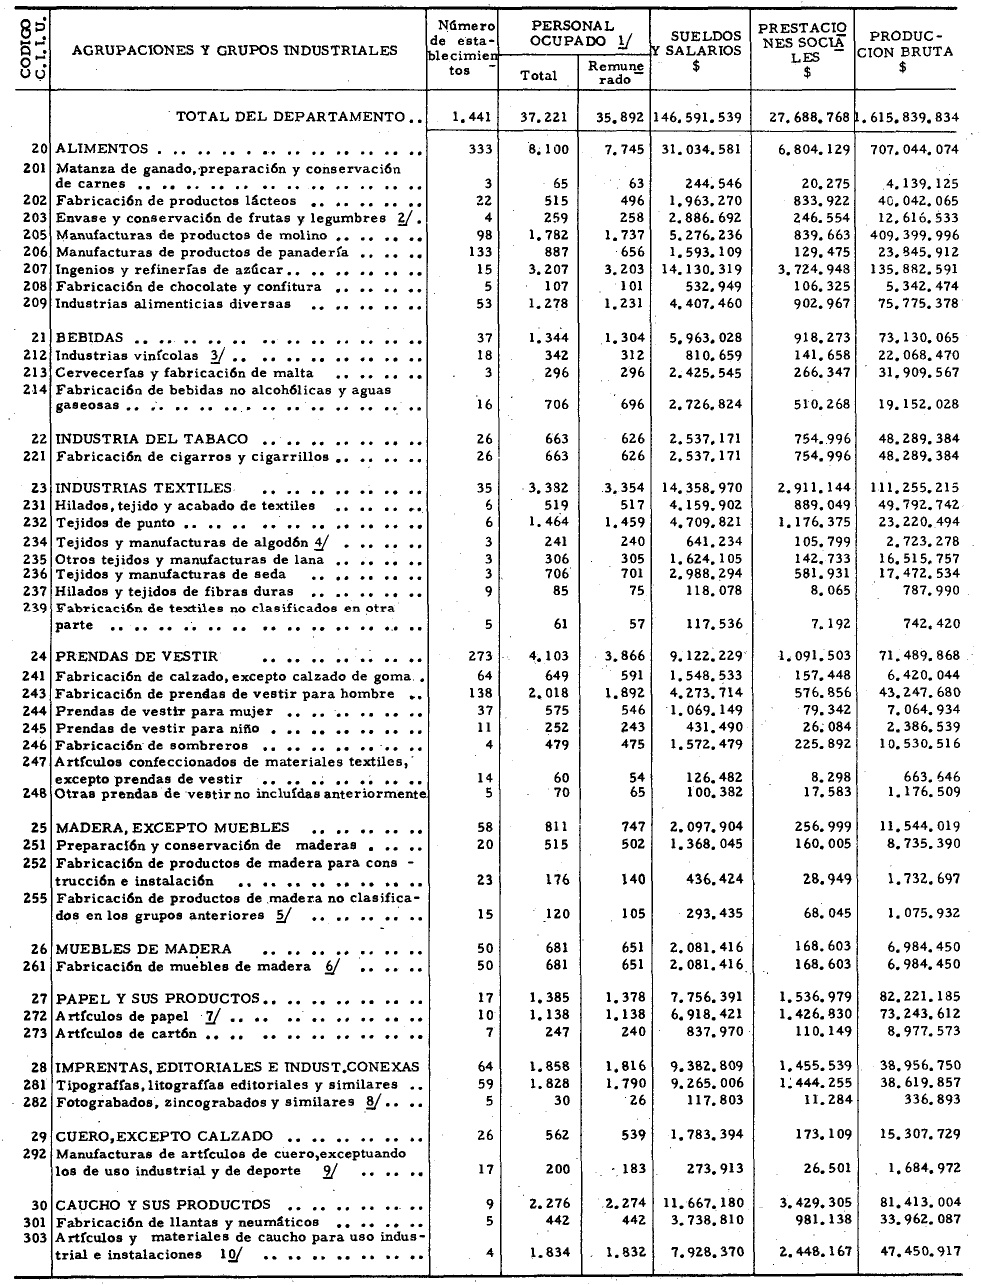 CODIGO C.I.I.U. | AGRUPACIONES Y GRUPOS INDUSTRIALES | Número de esta-blecimien tos | PERSONAL OCUPADO 1/ Total | Remune rado | SUELDOS Y SALARIOS $ | PRESTACIO NES SOCIA LES $ | PRODUC-CION BRUTA $
TOTAL DEL DEPARTAMENTO .. 1.441 37.221 35.892 146.591.539 27.688.768 1.615.839.834
20 ALIMENTOS . .. .. .. . .. .. .. .. .. .. 333 8.100 7.745 31.034.581 6.804.129 707.044.074
201 Matanza de ganado, preparación y conservación
de carnes .. .. .. .. .. .. .. .. .. .. .. .. 3 65 63 244.546 20.275 4.139.125
202 Fabricación de productos lácteos .. .. .. .. .. 22 515 496 1.963.270 833.922 40.042.065
203 Envase y conservación de frutas y legumbres 2/ . 4 259 258 2.886.692 246.554 12.616.533
205 Manufacturas de productos de molino .. .. .. .. 98 1.782 1.737 5.276.236 839.663 409.399.996
206 Manufacturas de productos de panadería .. .. .. .. 133 887 656 1.593.109 129.475 23.845.912
207 Ingenios y refinerías de azúcar .. .. .. .. .. .. 15 3.207 3.203 14.130.319 3.724.948 135.882.591
208 Fabricación de chocolate y confitura .. .. .. .. 5 107 101 532.949 106.325 5.342.474
209 Industrias alimenticias diversas .. .. .. .. .. 53 1.278 1.231 4.407.460 902.967 75.775.378
21 BEBIDAS .. .. .. .. .. .. .. .. .. .. .. .. 37 1.344 1.304 5.963.028 918.273 73.130.065
212 Industrias vinícolas 3/ .. .. .. .. .. .. .. .. 18 342 312 810.659 141.658 22.068.470
213 Cervecerías y fabricación de malta .. .. .. .. 3 296 296 2.425.545 266.347 31.909.567
214 Fabricación de bebidas no alcohólicas y aguas
gaseosas .. .. .. .. .. .. .. .. .. .. .. .. 16 706 696 2.726.824 510.268 19.152.028
22 INDUSTRIA DEL TABACO .. .. .. .. .. .. .. 26 663 626 2.537.171 754.996 48.289.384
221 Fabricación de cigarros y cigarrillos .. .. .. .. 26 663 626 2.537.171 754.996 48.289.384
23 INDUSTRIAS TEXTILES .. .. .. .. .. .. .. 35 3.382 3.354 14.358.970 2.911.144 111.255.215
231 Hilados, tejido y acabado de textiles .. .. .. .. 6 519 517 4.159.902 889.049 49.792.742
232 Tejidos de punto .. .. .. .. .. .. .. .. .. .. 6 1.464 1.459 4.709.821 1.176.375 23.220.494
234 Tejidos y manufacturas de algodón 4/ .. .. .. .. 3 241 240 641.234 105.799 2.723.278
235 Otros tejidos y manufacturas de lana .. .. .. .. 3 306 305 1.624.105 142.733 16.515.757
236 Tejidos y manufacturas de seda .. .. .. .. .. 3 706 701 2.988.294 581.931 17.472.534
237 Hilados y tejidos de fibras duras .. .. .. .. .. 9 85 75 118.078 8.065 787.990
239 Fabricación de textiles no clasificados en otra
parte .. .. .. .. .. .. .. .. .. .. .. .. .. 5 61 57 117.536 7.192 742.420
24 PRENDAS DE VESTIR .. .. .. .. .. .. .. 273 4.103 3.866 9.122.229 1.091.503 71.489.868
241 Fabricación de calzado, excepto calzado de goma . . 64 649 591 1.548.533 157.448 6.420.044
243 Fabricación de prendas de vestir para hombre .. 138 2.018 1.892 4.273.714 576.856 43.247.680
244 Prendas de vestir para mujer .. .. .. .. .. .. 37 575 546 1.069.149 79.342 7.064.934
245 Prendas de vestir para niño . .. .. .. .. .. .. 11 252 243 431.490 26.084 2.386.539
246 Fabricación de sombreros .. .. .. .. .. .. .. 4 479 475 1.572.479 225.892 10.530.516
247 Artículos confeccionados de materiales textiles,
excepto prendas de vestir .. .. .. .. .. .. .. 14 60 54 126.482 8.298 663.646
248 Otras prendas de vestir no incluídas anteriormente 5 70 65 100.382 17.583 1.176.509
25 MADERA, EXCEPTO MUEBLES .. .. .. .. .. 58 811 747 2.097.904 256.999 11.544.019
251 Preparación y conservación de maderas . .. .. 20 515 502 1.368.045 160.005 8.735.390
252 Fabricación de productos de madera para cons -
trucción e instalación .. .. .. .. .. .. .. .. 23 176 140 436.424 28.949 1.732.697
255 Fabricación de productos de madera no clasifica-
dos en los grupos anteriores 5/ .. .. .. .. .. 15 120 105 293.435 68.045 1.075.932
26 MUEBLES DE MADERA .. .. .. .. .. .. .. 50 681 651 2.081.416 168.603 6.984.450
261 Fabricación de muebles de madera 6/ .. .. .. 50 681 651 2.081.416 168.603 6.984.450
27 PAPEL Y SUS PRODUCTOS .. .. .. .. .. .. .. 17 1.385 1.378 7.756.391 1.536.979 82.221.185
272 Artículos de papel 7/ .. .. .. .. .. .. .. .. 10 1.138 1.138 6.918.421 1.426.830 73.243.612
273 Artículos de cartón .. .. .. .. .. .. .. .. .. 7 247 240 837.970 110.149 8.977.573
28 IMPRENTAS, EDITORIALES E INDUST.CONEXAS 64 1.858 1.816 9.382.809 1.455.539 38.956.750
281 Tipografías, litografías editoriales y similares .. 59 1.828 1.790 9.265.006 1.444.255 38.619.857
282 Fotograbados, zincograbados y similares 8/ .. .. 5 30 26 117.803 11.284 336.893
29 CUERO, EXCEPTO CALZADO .. .. .. .. .. .. 26 562 539 1.783.394 173.109 15.307.729
292 Manufacturas de artículos de cuero, exceptuando
los de uso industrial y de deporte 9/ .. .. .. 17 200 183 273.913 26.501 1.684.972
30 CAUCHO Y SUS PRODUCTOS .. .. .. .. .. .. 9 2.276 2.274 11.667.180 3.429.305 81.413.004
301 Fabricación de llantas y neumáticos .. .. .. .. 5 442 442 3.738.810 981.138 33.962.087
303 Artículos y materiales de caucho para uso indus-
trial e instalaciones 10/ .. .. .. .. .. .. .. 4 1.834 1.832 7.928.370 2.448.167 47.450.917